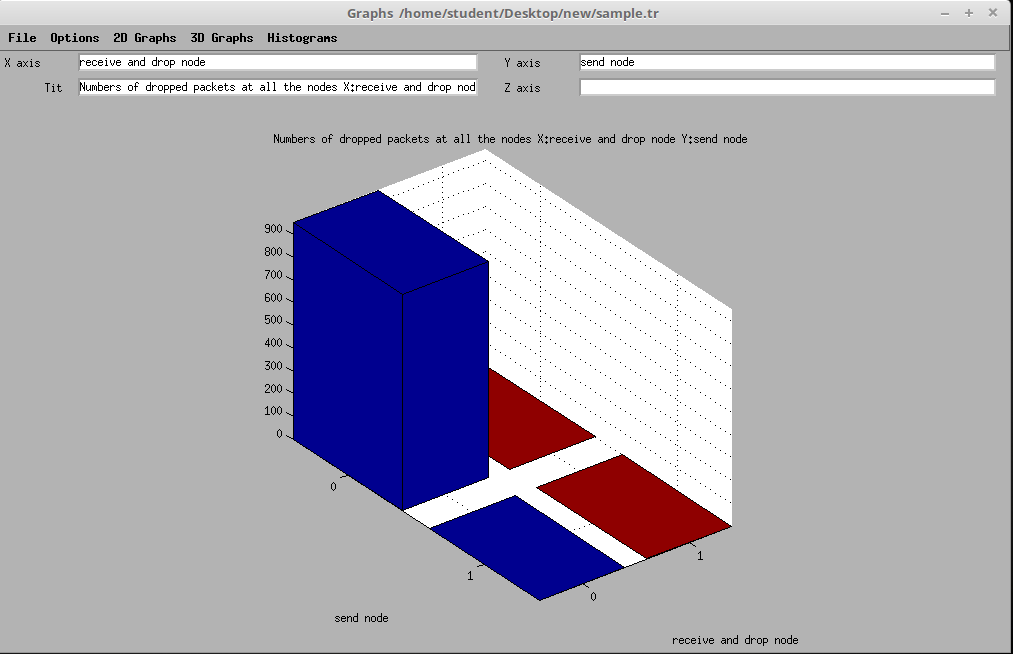 Graphs /home/student/Desktop/new/sample.tr
File Options 2D Graphs 3D Graphs Histograms
X axis receive and drop node Y axis send node
Tit Numbers of dropped packets at all the nodes X:receive and drop nod Z axis
Numbers of dropped packets at all the nodes X:receive and drop node Y:send node
900
800
700
600
500
400
300
200
100
0
0
1
1
0
send node
receive and drop node